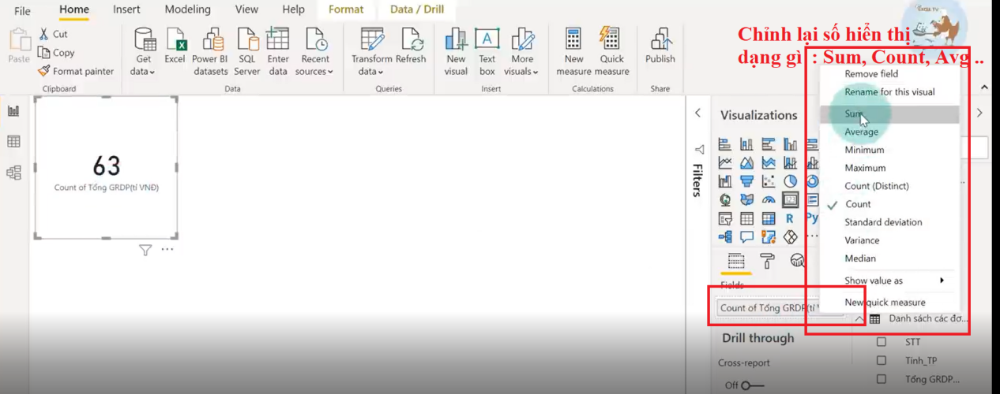 File Home Insert Modeling View Help Format Data / Drill
Paste
Cut
Copy
Format painter
Clipboard
Get data
Excel
Power BI datasets
SQL Server
Enter data
Recent sources
Data
Transform data
Refresh
Queries
New visual
Text box
More visuals
Insert
New measure
Quick measure
Calculations
Publish
Share
EXCEL TV
Chỉnh lại số hiển thị
dạng gì : Sum, Count, Avg ..
63
Count of Tổng GRDP(tỉ VNĐ)
Filters
Visualizations
R Py
Fields
Count of Tổng GRDP(tỉ
Drill through
Cross-report
Off
Remove field
Rename for this visual
Sum
Average
Minimum
Maximum
Count (Distinct)
Count
Standard deviation
Variance
Median
Show value as
New quick measure
Danh sách các đơ...
STT
Tinh_TP
Tổng GRDP...